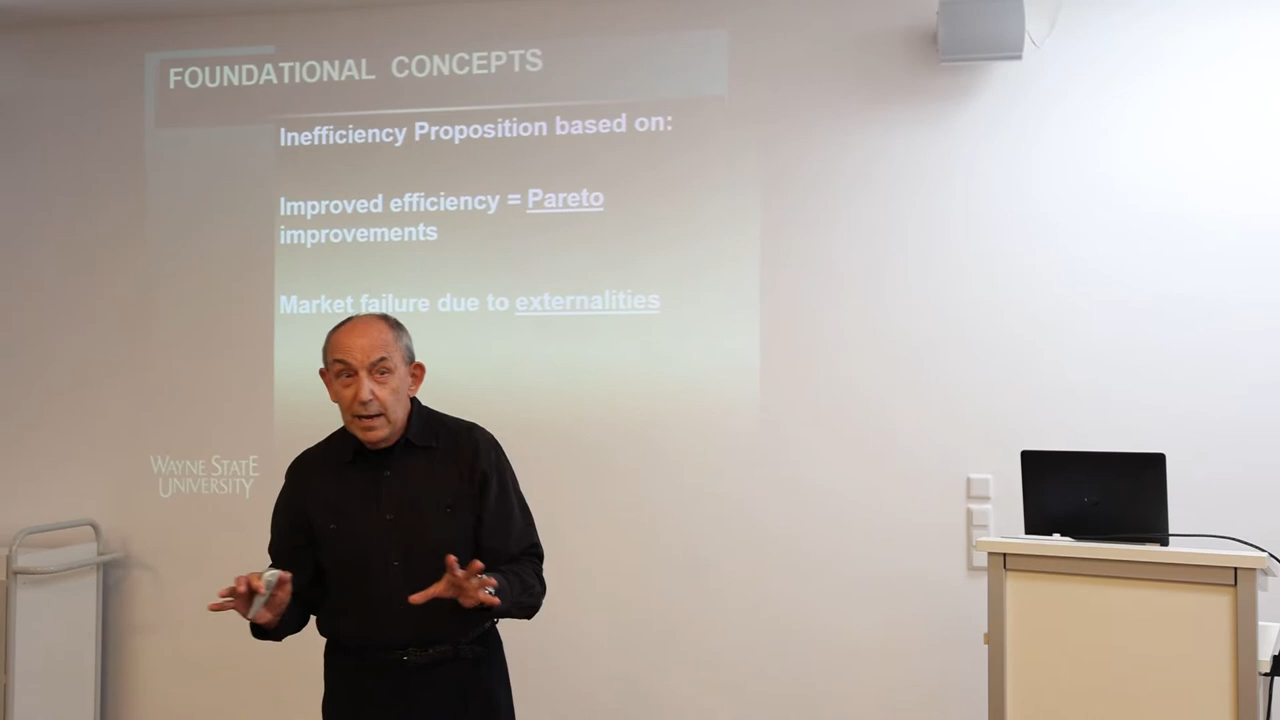 FOUNDATIONAL CONCEPTS
Inefficiency Proposition based on:
Improved efficiency = Pareto
improvements
Market failure due to externalities
WAYNE STATE
UNIVERSITY